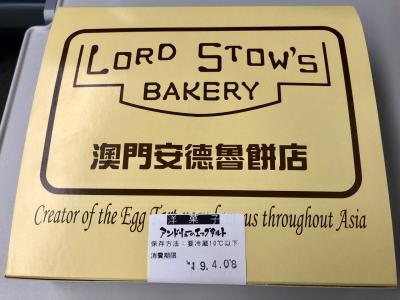 LORD STOW'S
BAKERY
澳門安德魯餅店
Creator of the Egg throughout Asia
洋菓子
アンドリューのエッグタルト
保存方法：要冷蔵10℃以下
消費期限
19.4.08